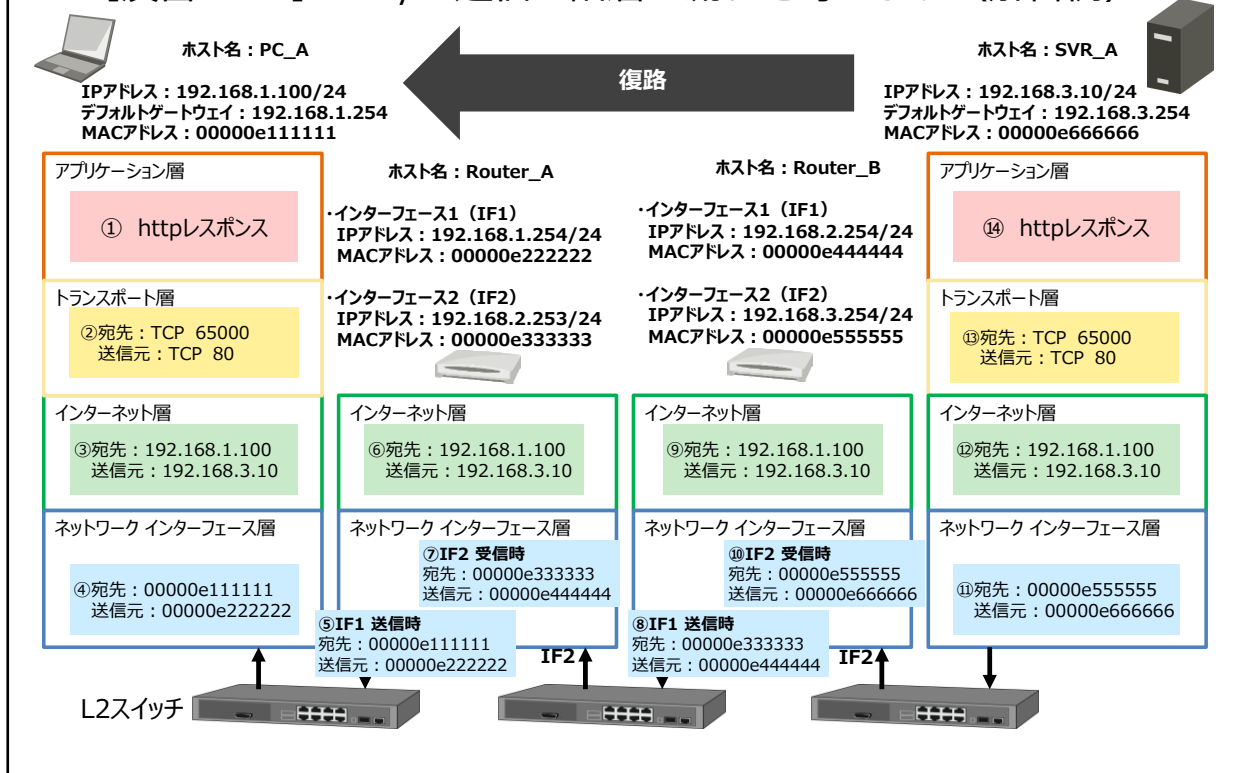 復路
ホスト名：PC_A
IPアドレス：192.168.1.100/24
デフォルトゲートウェイ：192.168.1.254
MACアドレス：00000e111111
ホスト名：SVR_A
IPアドレス：192.168.3.10/24
デフォルトゲートウェイ：192.168.3.254
MACアドレス：00000e666666
ホスト名：Router_A
・インターフェース1（IF1）
IPアドレス：192.168.1.254/24
MACアドレス：00000e222222
・インターフェース2（IF2）
IPアドレス：192.168.2.253/24
MACアドレス：00000e333333
ホスト名：Router_B
・インターフェース1（IF1）
IPアドレス：192.168.2.254/24
MACアドレス：00000e444444
・インターフェース2（IF2）
IPアドレス：192.168.3.254/24
MACアドレス：00000e555555
アプリケーション層
① httpレスポンス
トランスポート層
②宛先：TCP 65000
送信元：TCP 80
インターネット層
③宛先：192.168.1.100
送信元：192.168.3.10
ネットワーク インターフェース層
④宛先：00000e111111
送信元：00000e222222
インターネット層
⑥宛先：192.168.1.100
送信元：192.168.3.10
ネットワーク インターフェース層
⑦IF2 受信時
宛先：00000e333333
送信元：00000e444444
⑤IF1 送信時
宛先：00000e111111
送信元：00000e222222
IF2
インターネット層
⑨宛先：192.168.1.100
送信元：192.168.3.10
ネットワーク インターフェース層
⑩IF2 受信時
宛先：00000e555555
送信元：00000e666666
⑧IF1 送信時
宛先：00000e333333
送信元：00000e444444
IF2
アプリケーション層
⑭ httpレスポンス
トランスポート層
⑬宛先：TCP 65000
送信元：TCP 80
インターネット層
⑫宛先：192.168.1.100
送信元：192.168.3.10
ネットワーク インターフェース層
⑪宛先：00000e555555
送信元：00000e666666
L2スイッチ